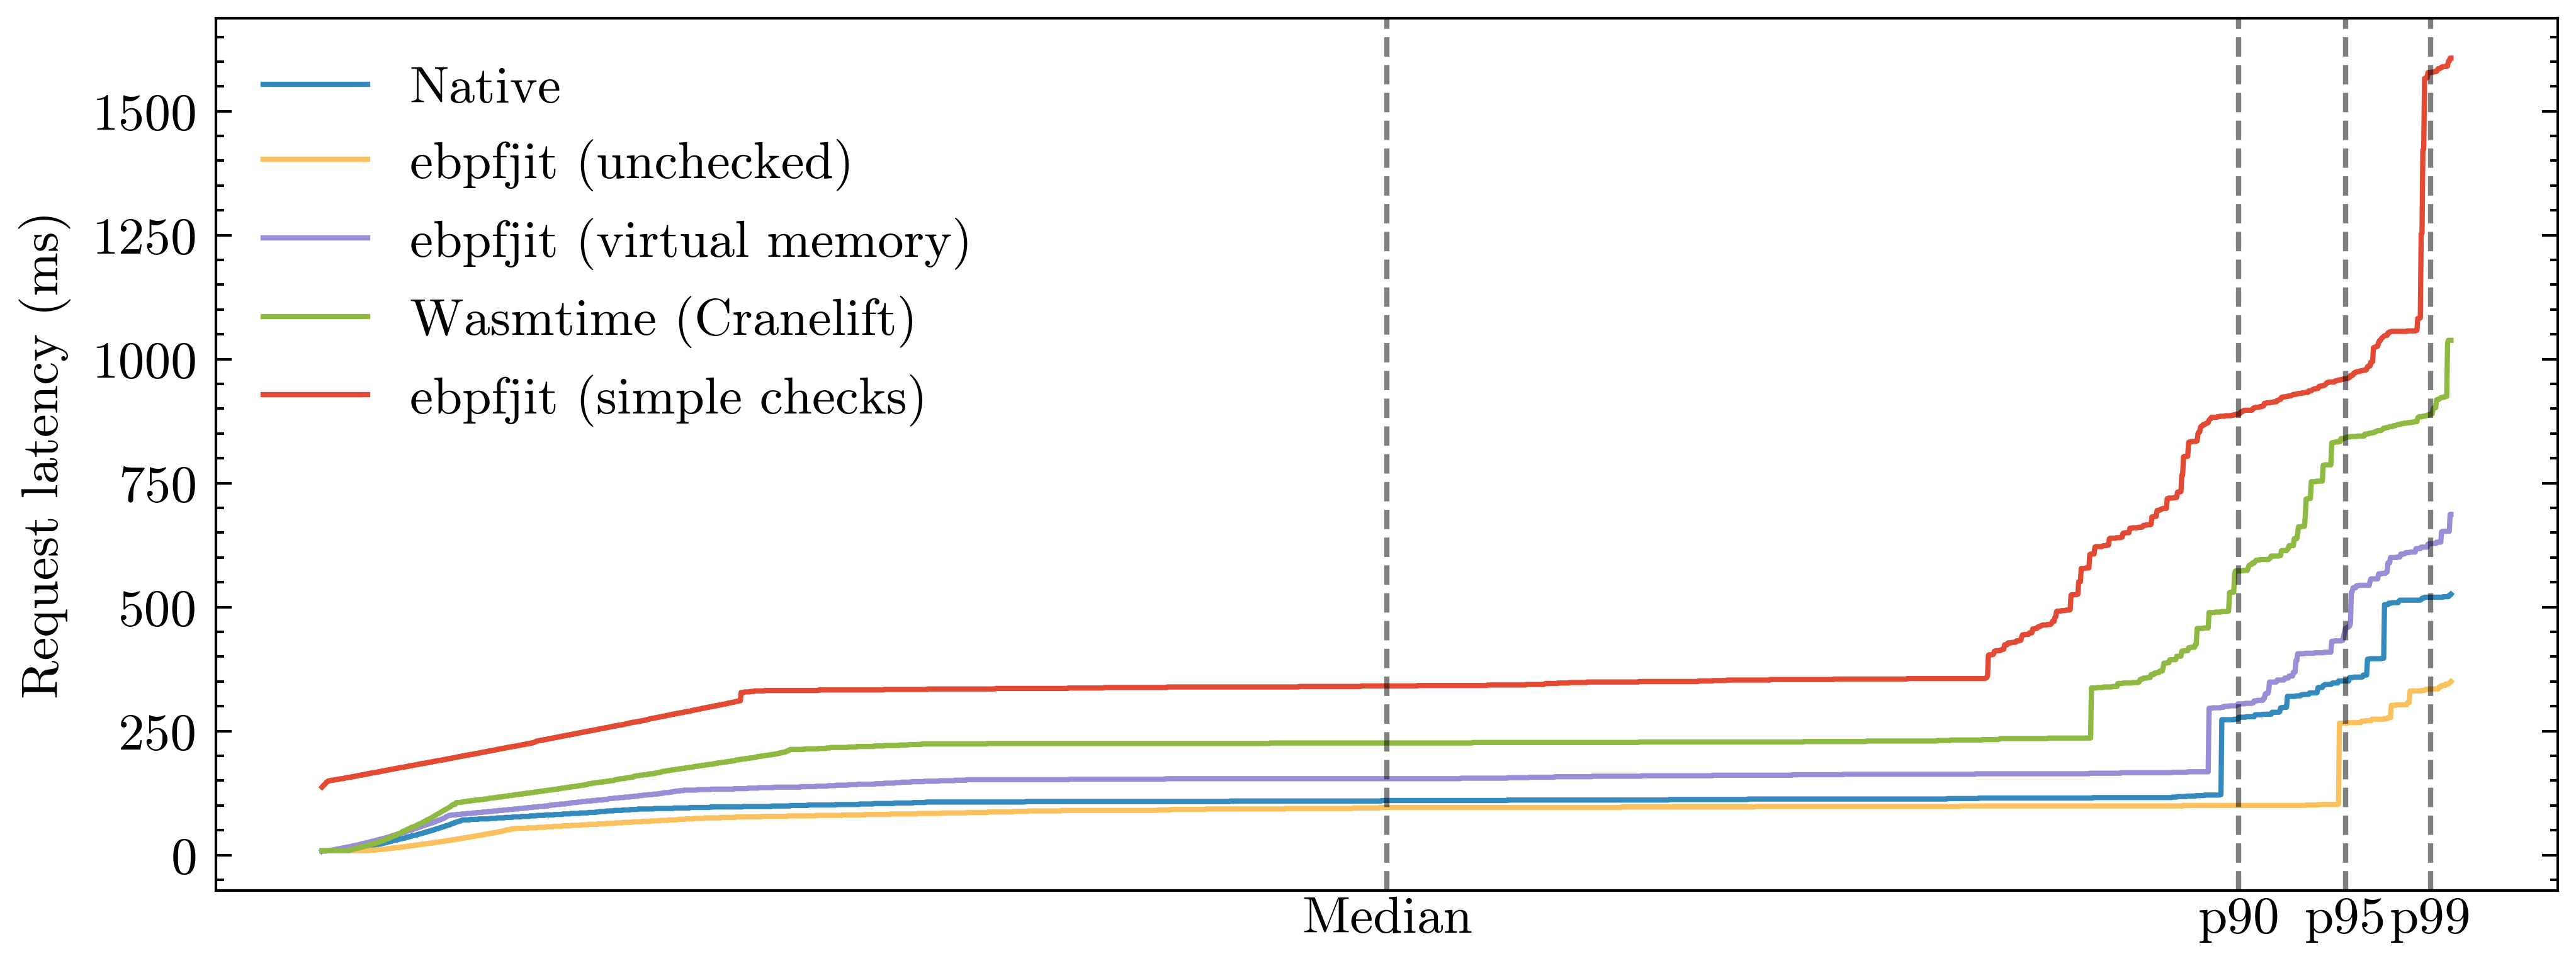 Request latency (ms)
1500
1250
1000
750
500
250
0
Native
ebpfjit (unchecked)
ebpfjit (virtual memory)
Wasmtime (Cranelift)
ebpfjit (simple checks)
Median
p90
p95
p99